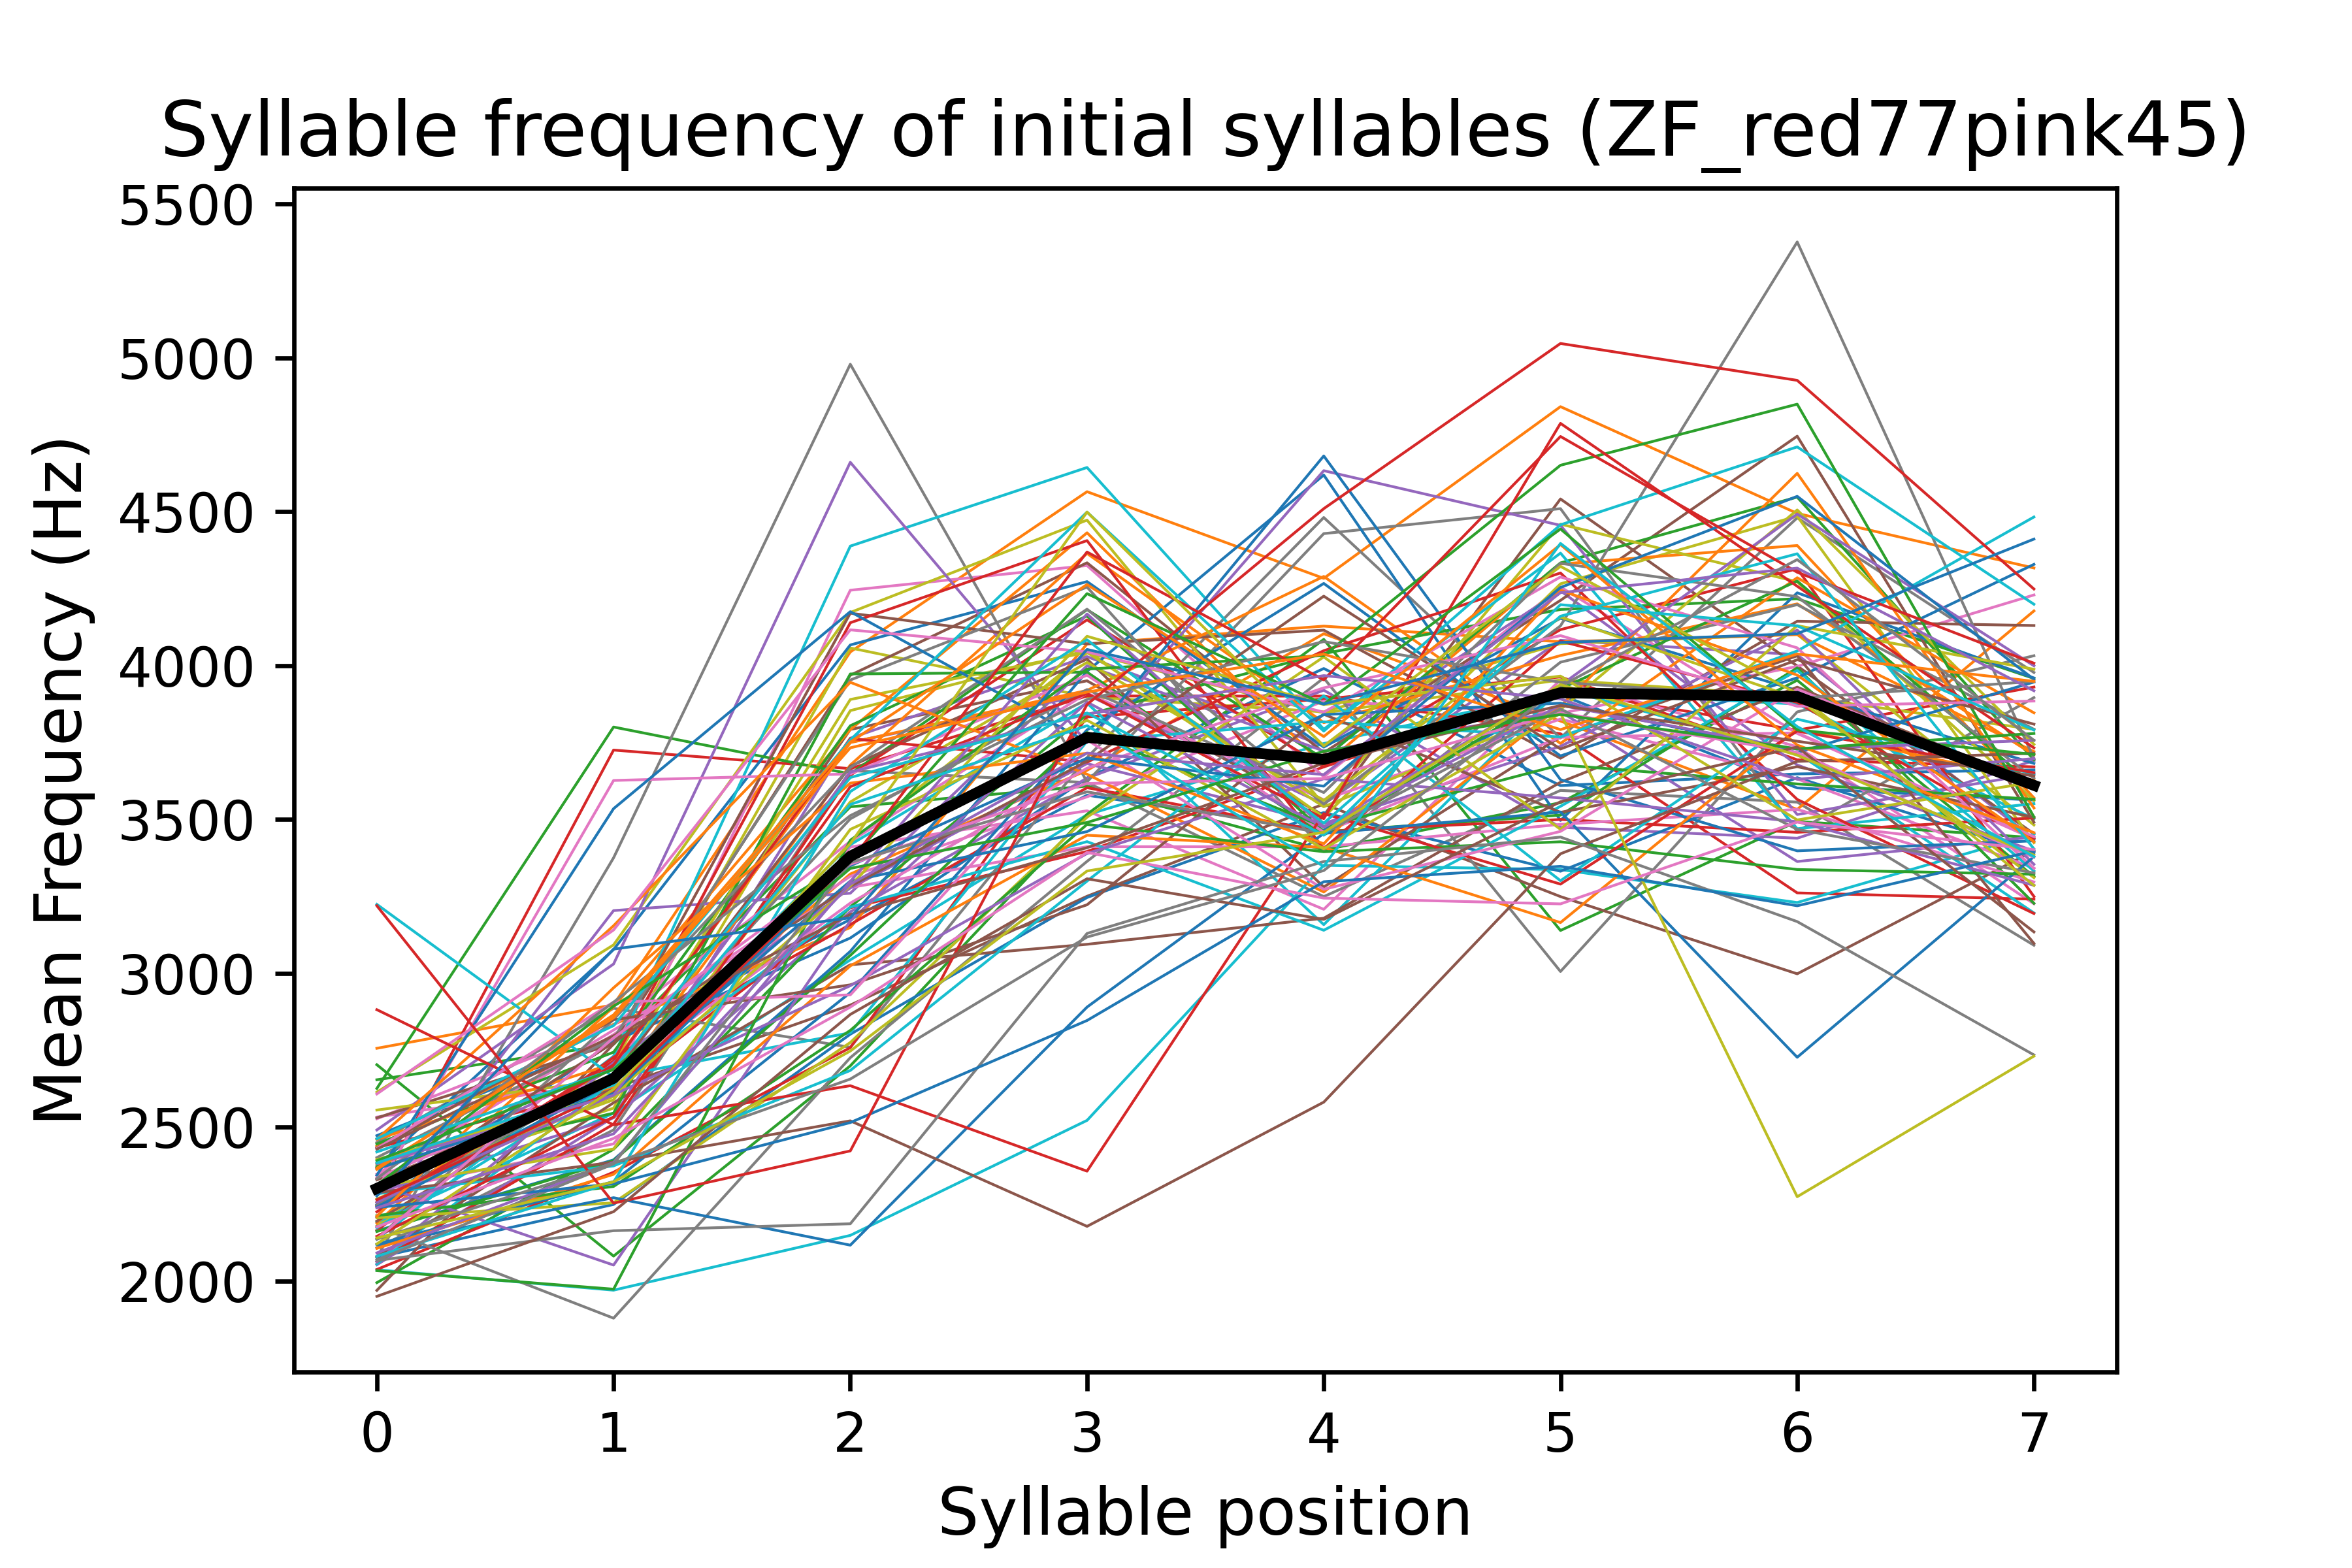 Syllable frequency of initial syllables (ZF_red77pink45)
Mean Frequency (Hz)
5500
5000
4500
4000
3500
3000
2500
2000
0 1 2 3 4 5 6 7
Syllable position